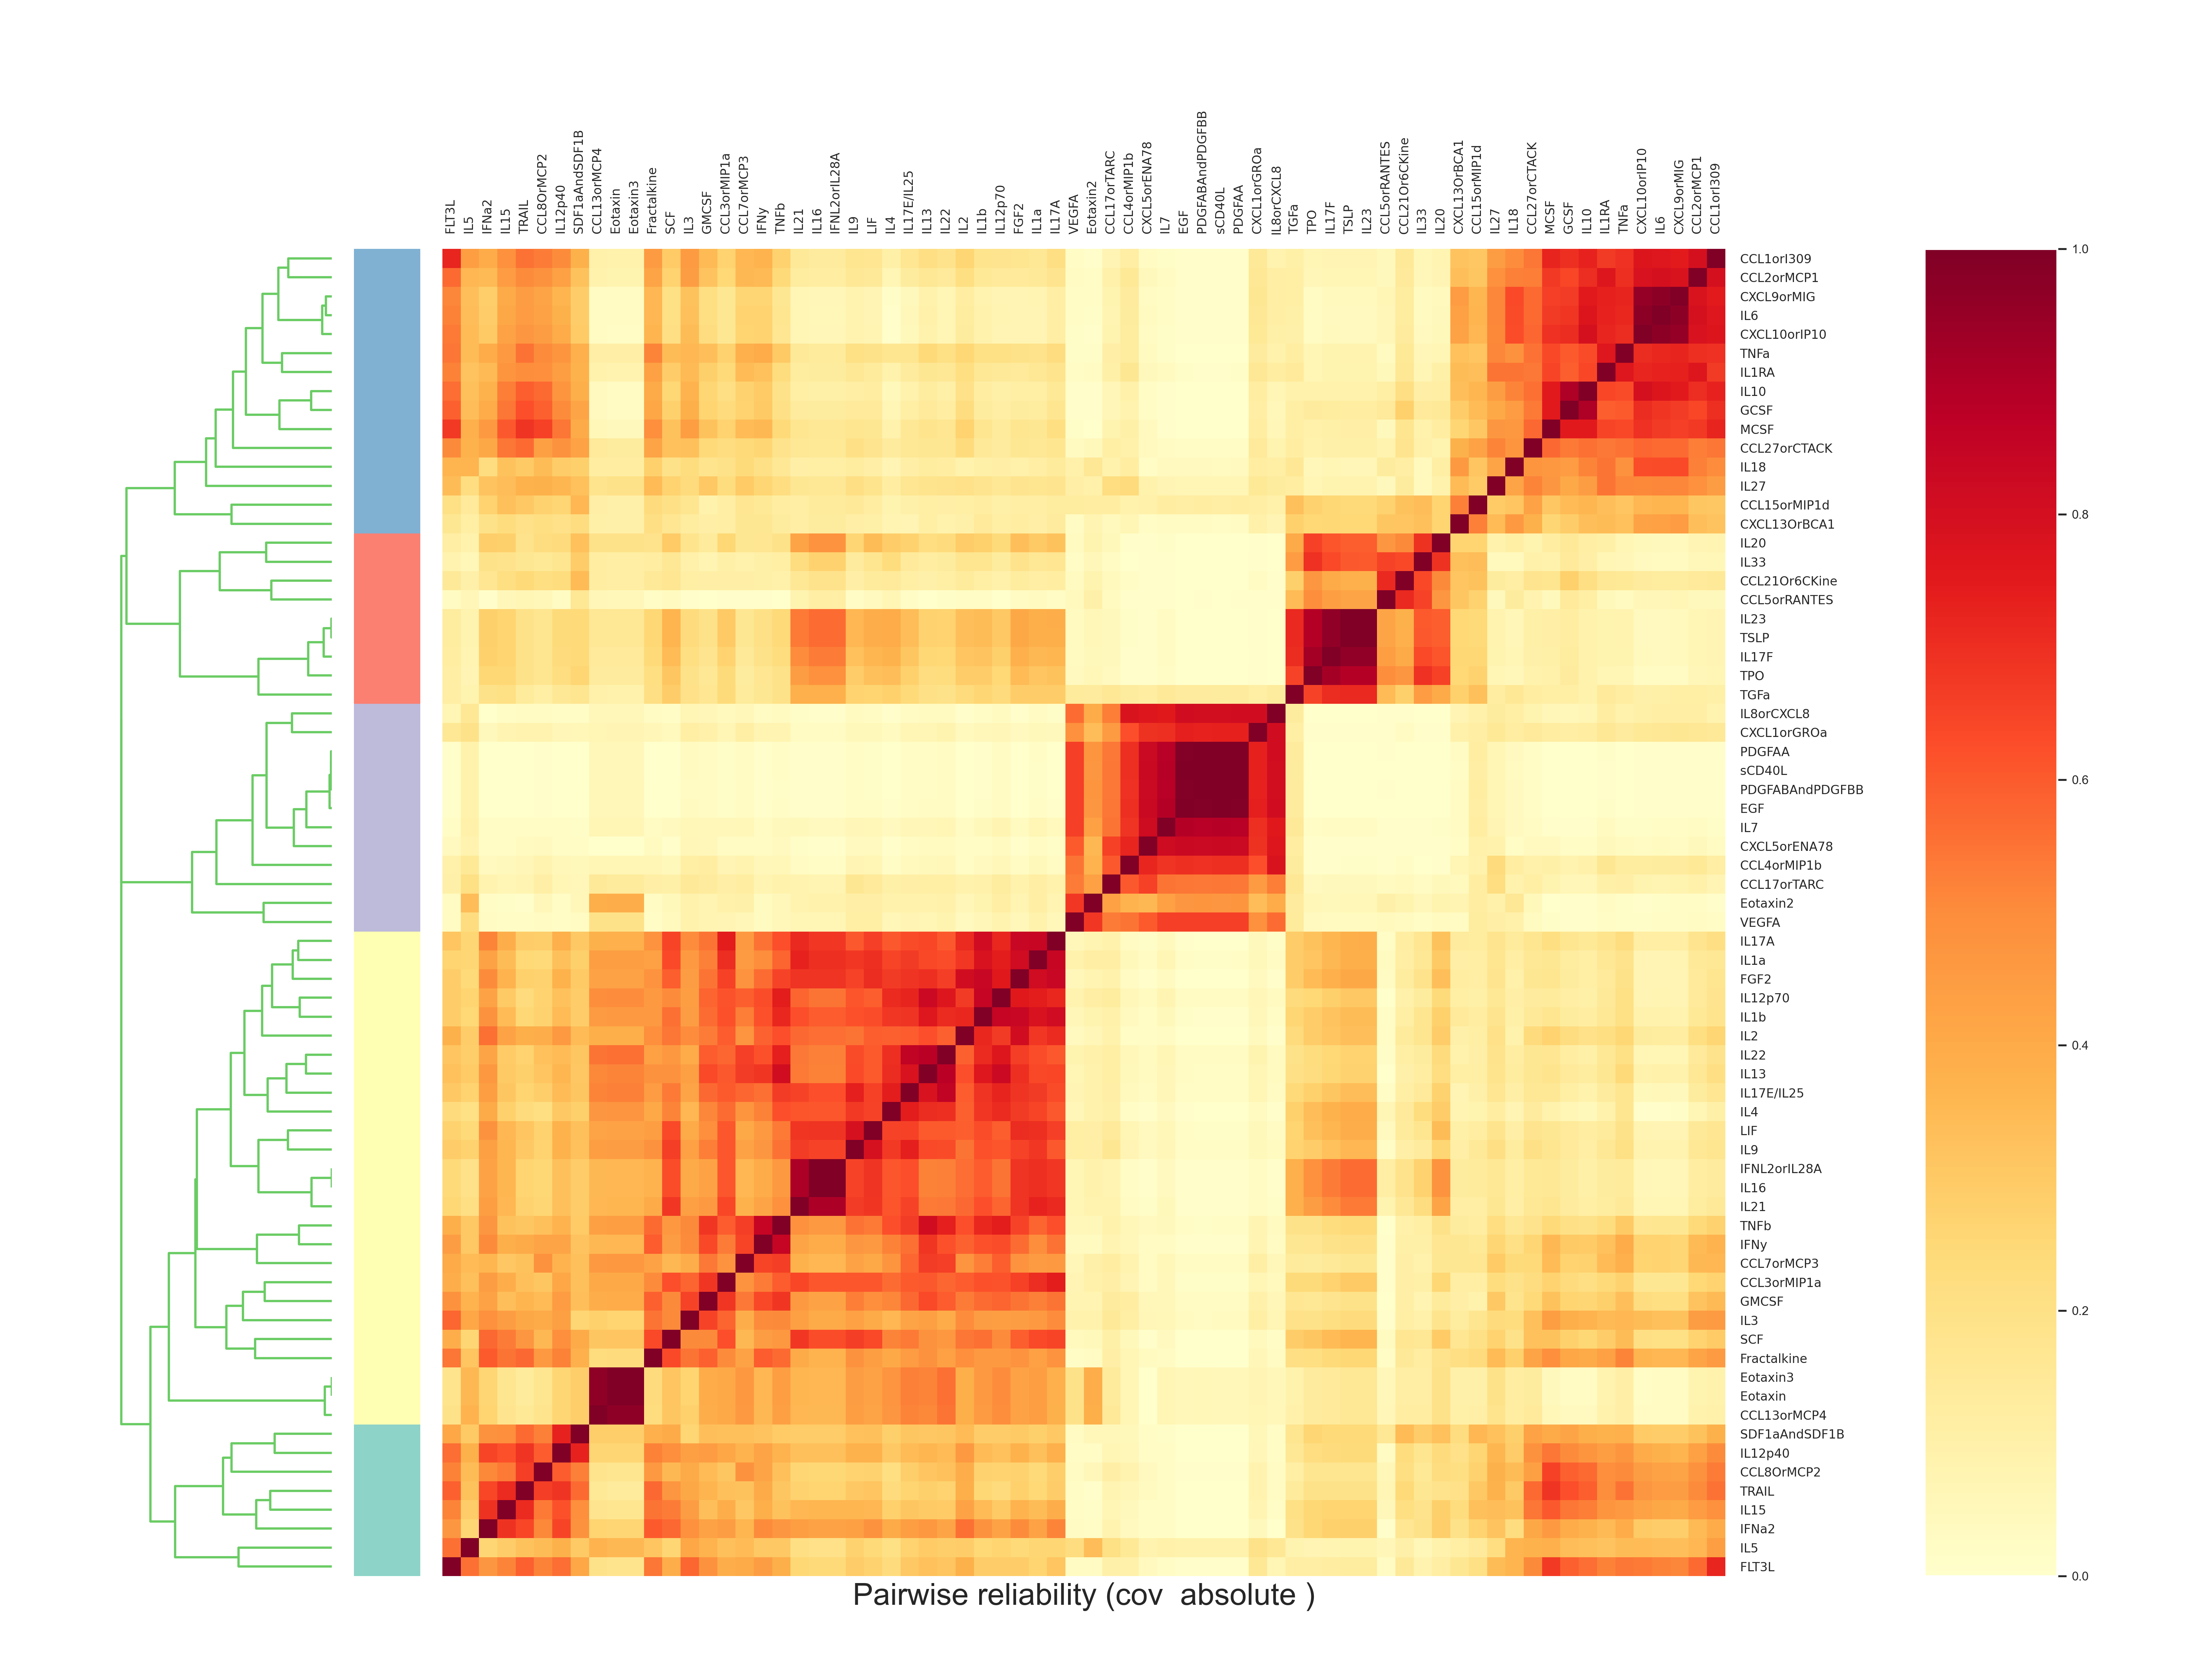 FLT3L
IL5
IFNa2
IL15
TRAIL
CCL8OrMCP2
IL12p40
SDF1aAndSDF1B
CCL13orMCP4
Eotaxin
Eotaxin3
Fractalkine
SCF
IL3
GMCSF
CCL3orMIP1a
CCL7orMCP3
IFNy
TNFb
IL21
IL16
IFNL2orIL28A
IL9
LIF
IL4
IL17E/IL25
IL13
IL22
IL2
IL1b
IL12p70
FGF2
IL1a
IL17A
VEGFA
Eotaxin2
CCL17orTARC
CCL4orMIP1b
CXCL5orENA78
IL7
EGF
PDGFABAndPDGFBB
sCD40L
PDGFAA
CXCL1orGROa
IL8orCXCL8
TGFa
TPO
IL17F
TSLP
IL23
CCL5orRANTES
CCL21Or6CKine
IL33
IL20
CXCL13OrBCA1
CCL15orMIP1d
IL27
IL18
CCL27orCTACK
MCSF
GCSF
IL10
IL1RA
TNFa
CXCL10orIP10
IL6
CXCL9orMIG
CCL2orMCP1
CCL1orI309
CCL1orI309
CCL2orMCP1
CXCL9orMIG
IL6
CXCL10orIP10
TNFa
IL1RA
IL10
GCSF
MCSF
CCL27orCTACK
IL18
IL27
CCL15orMIP1d
CXCL13OrBCA1
IL20
IL33
CCL21Or6CKine
CCL5orRANTES
IL23
TSLP
IL17F
TPO
TGFa
IL8orCXCL8
CXCL1orGROa
PDGFAA
sCD40L
PDGFABAndPDGFBB
EGF
IL7
CXCL5orENA78
CCL4orMIP1b
CCL17orTARC
Eotaxin2
VEGFA
IL17A
IL1a
FGF2
IL12p70
IL1b
IL2
IL22
IL13
IL17E/IL25
IL4
LIF
IL9
IFNL2orIL28A
IL16
IL21
TNFb
IFNy
CCL7orMCP3
CCL3orMIP1a
GMCSF
IL3
SCF
Fractalkine
Eotaxin3
Eotaxin
CCL13orMCP4
SDF1aAndSDF1B
IL12p40
CCL8OrMCP2
TRAIL
IL15
IFNa2
IL5
FLT3L
1.0
0.8
0.6
0.4
0.2
0.0
Pairwise reliability (cov  absolute )